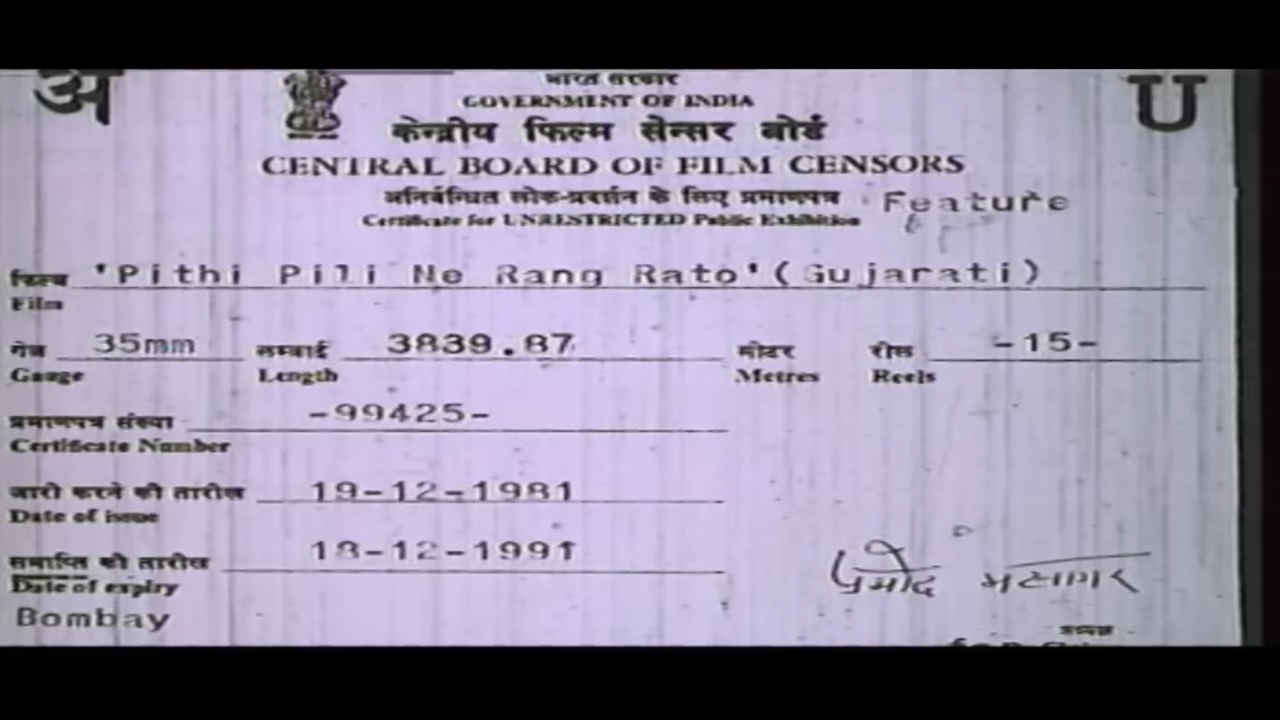 अ
U
भारत सरकार
GOVERNMENT OF INDIA
केन्द्रीय फिल्म सेन्सर बोर्ड
CENTRAL BOARD OF FILM CENSORS
अनिर्बन्धित लोक-प्रदर्शन के लिए प्रमाणपत्र Feature
Certificate for UNRESTRICTED Public Exhibition
फिल्म 'Pithi Pili Ne Rang Rato' (Gujarati)
Film
गेज 35mm लम्बाई 3839.87 मीटर रील -15-
Gauge Length Metres Reels
प्रमाणपत्र संख्या -99425-
Certificate Number
जारी करने की तारीख 19-12-1981
Date of issue
समाप्ति की तारीख 18-12-1991
Date of expiry
प्रमोद
Bombay
अध्यक्ष